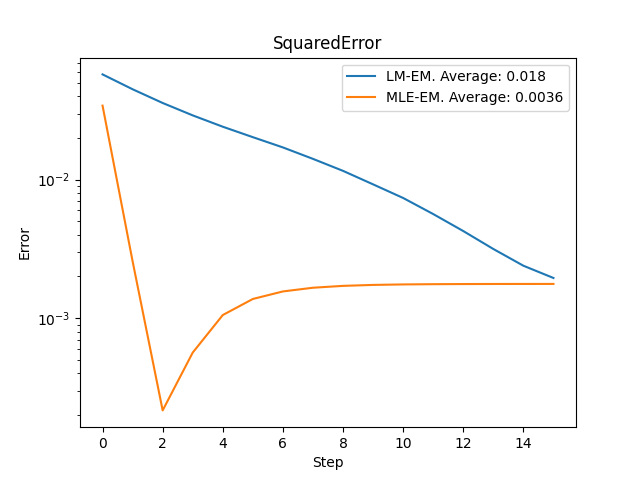 SquaredError
LM-EM. Average: 0.018
MLE-EM. Average: 0.0036
Error
10⁻²
10⁻³
0 2 4 6 8 10 12 14
Step